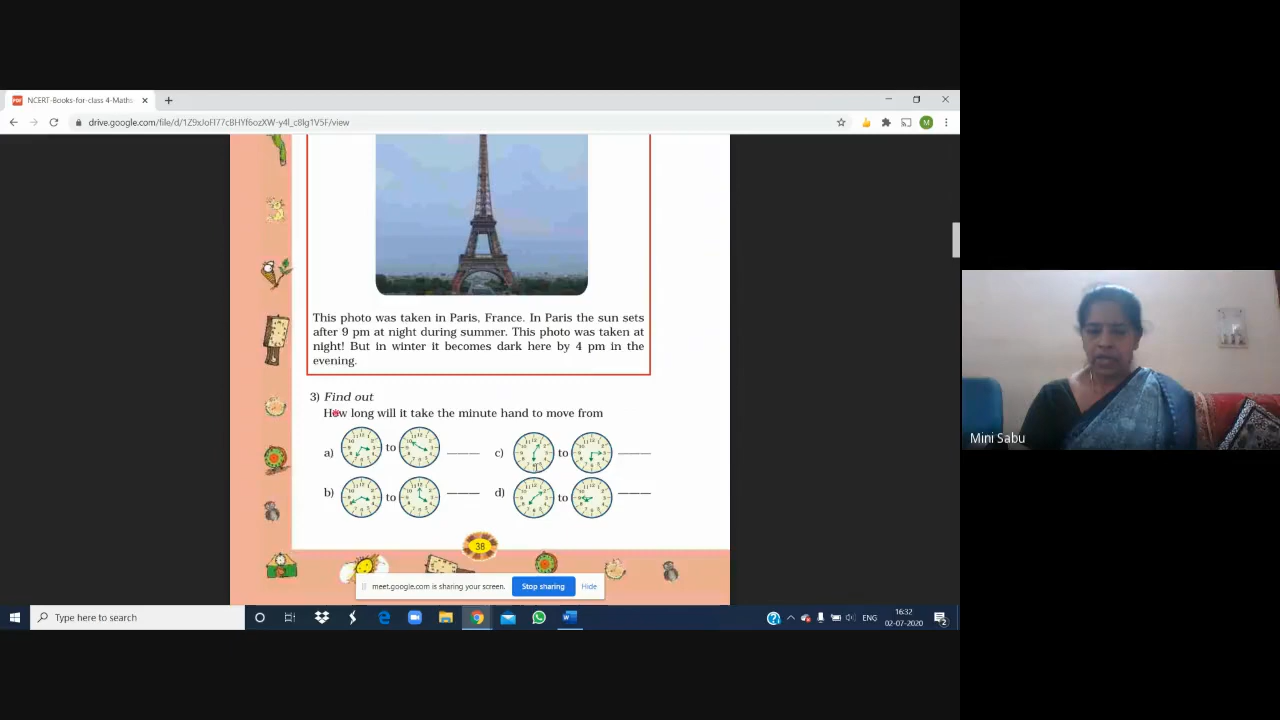 NCERT-Books-for-class 4-Maths
drive.google.com/file/d/1Z9xJoFl77cBHYf6ozXW-y4l_c8lg1V5F/view
This photo was taken in Paris, France. In Paris the sun sets
after 9 pm at night during summer. This photo was taken at
night! But in winter it becomes dark here by 4 pm in the
evening.
3) Find out
How long will it take the minute hand to move from
a) to ———
c) to ———
b) to ———
d) to ———
38
meet.google.com is sharing your screen.
Stop sharing
Hide
Type here to search
ENG
16:32
02-07-2020
Mini Sabu